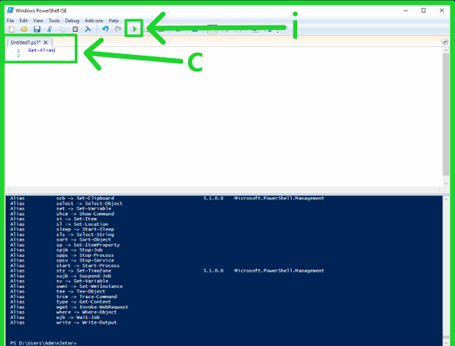 Windows PowerShell ISE
File Edit View Tools Debug Add-ons Help
i
Untitled1.ps1* X
1 Get-Alias
2
C
Alias scb -> Set-Clipboard 3.1.0.0 Microsoft.PowerShell.Management
Alias select -> Select-Object
Alias set -> Set-Variable
Alias shcm -> Show-Command
Alias si -> Set-Item
Alias sl -> Set-Location
Alias sleep -> Start-Sleep
Alias sls -> Select-String
Alias sort -> Sort-Object
Alias sp -> Set-ItemProperty
Alias spjb -> Stop-Job
Alias spps -> Stop-Process
Alias spsv -> Stop-Service
Alias start -> Start-Process
Alias stz -> Set-TimeZone 3.1.0.0 Microsoft.PowerShell.Management
Alias sujb -> Suspend-Job
Alias sv -> Set-Variable
Alias swmi -> Set-WmiInstance
Alias tee -> Tee-Object
Alias trcm -> Trace-Command
Alias type -> Get-Content
Alias wget -> Invoke-WebRequest
Alias where -> Where-Object
Alias wjb -> Wait-Job
Alias write -> Write-Output
PS D:\Users\AdminJeter>